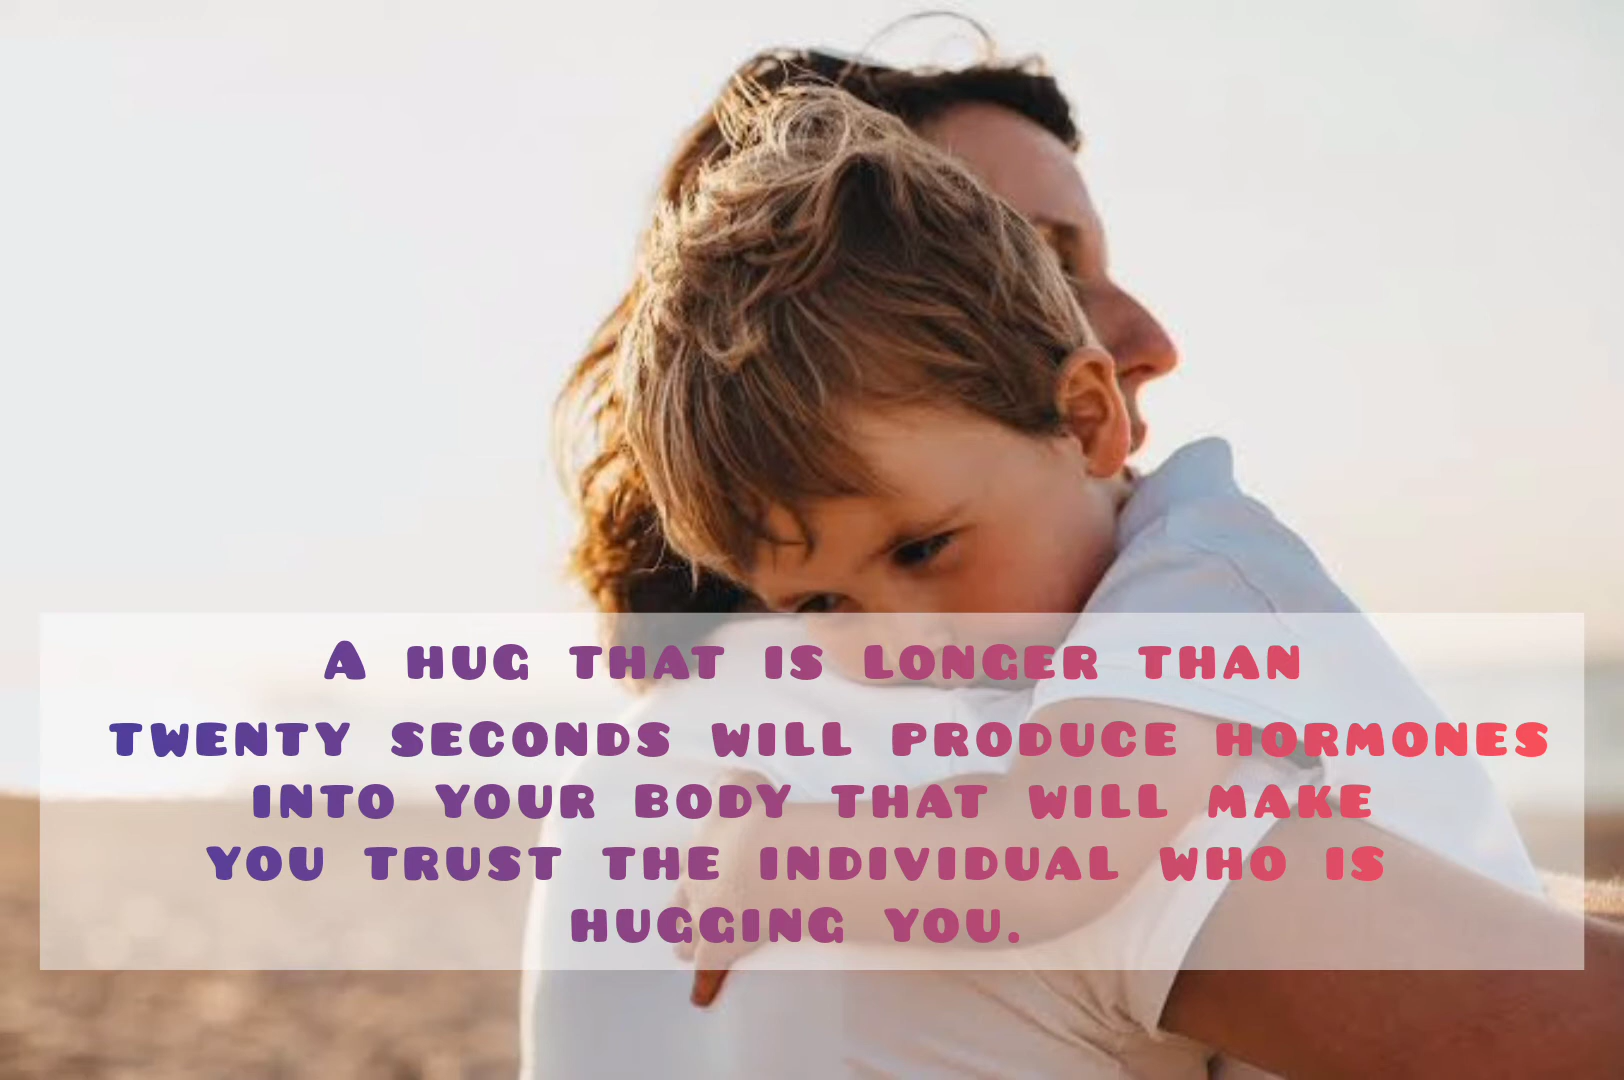 A HUG THAT IS LONGER THAN
TWENTY SECONDS WILL PRODUCE HORMONES
INTO YOUR BODY THAT WILL MAKE
YOU TRUST THE INDIVIDUAL WHO IS
HUGGING YOU.